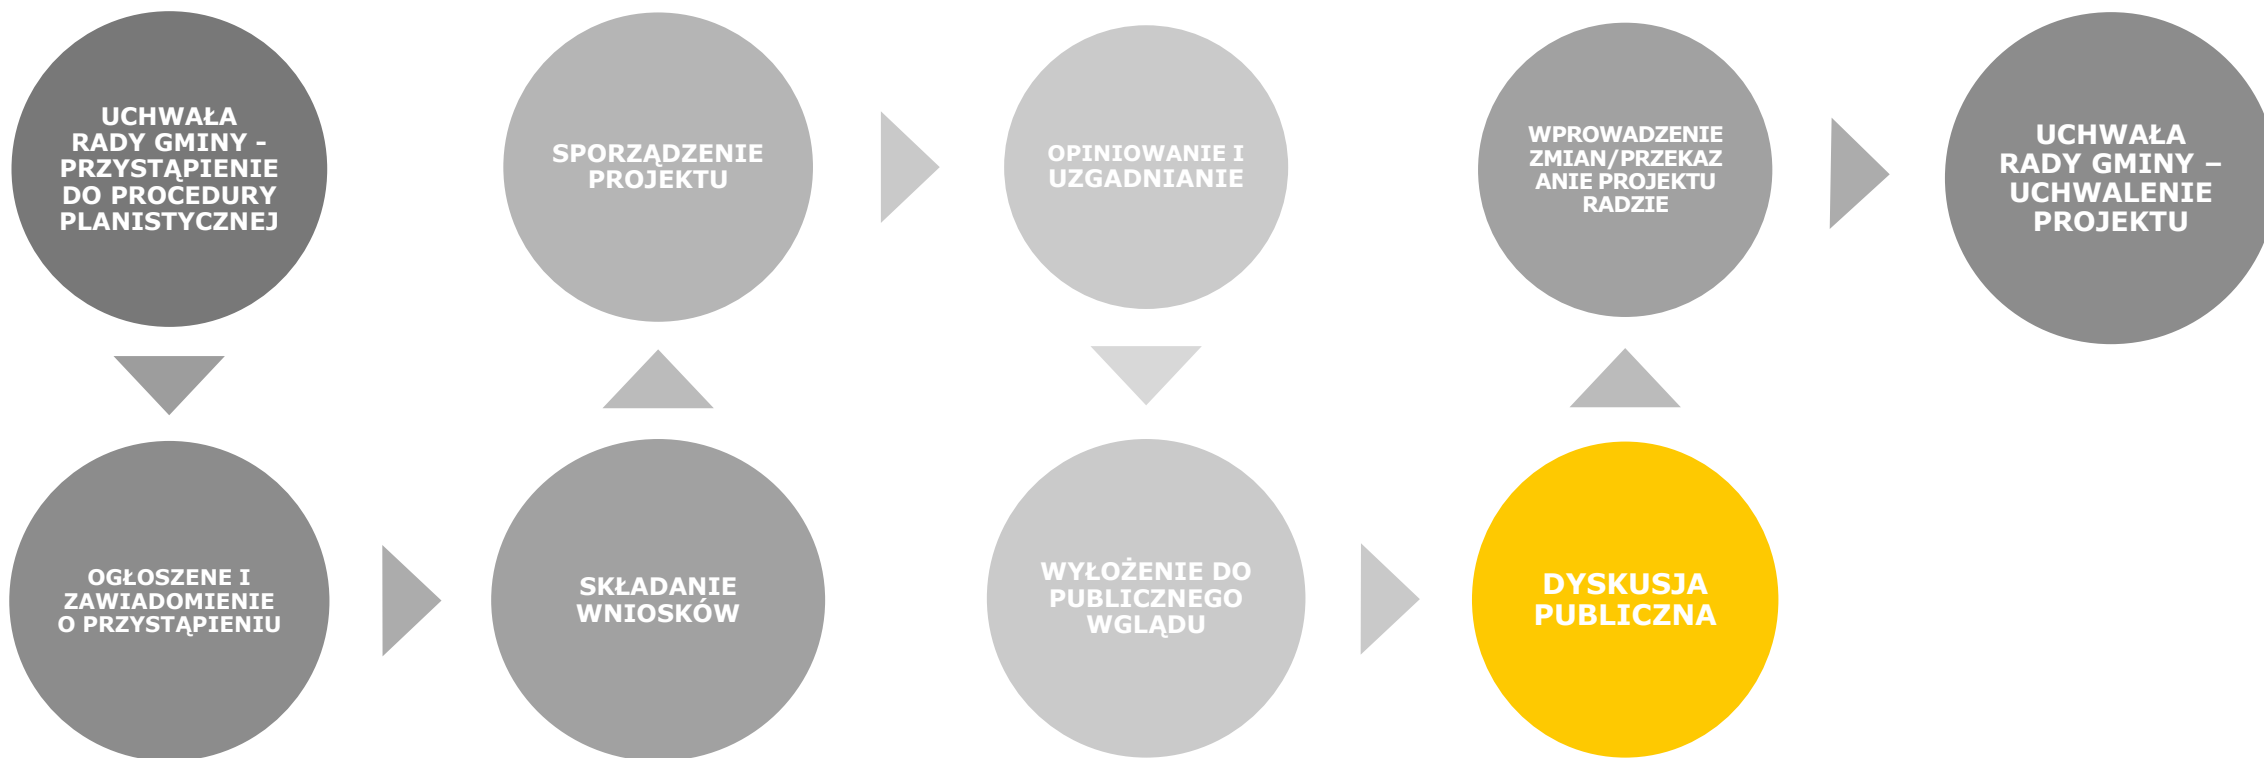 UCHWAŁA
RADY GMINY -
PRZYSTĄPIENIE
DO PROCEDURY
PLANISTYCZNEJ
OGŁOSZENE I
ZAWIADOMIENIE
O PRZYSTĄPIENIU
SKŁADANIE
WNIOSKÓW
SPORZĄDZENIE
PROJEKTU
OPINIOWANIE I
UZGADNIANIE
WYŁOŻENIE DO
PUBLICZNEGO
WGLĄDU
DYSKUSJA
PUBLICZNA
WPROWADZENIE
ZMIAN/PRZEKAZ
ANIE PROJEKTU
RADZIE
UCHWAŁA
RADY GMINY –
UCHWALENIE
PROJEKTU